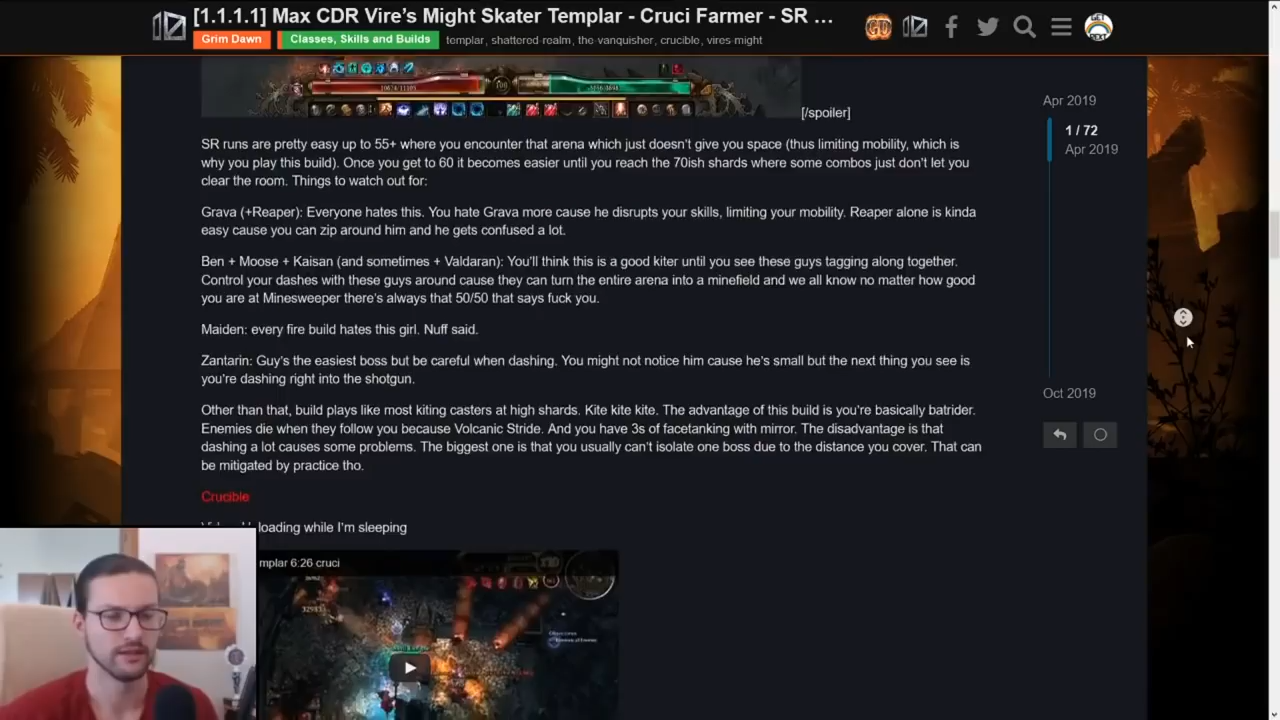 [1.1.1.1] Max CDR Vire's Might Skater Templar - Cruci Farmer - SR ...
Grim Dawn
Classes, Skills and Builds
templar, shattered-realm, the-vanquisher, crucible, vires-might
[/spoiler]
SR runs are pretty easy up to 55+ where you encounter that arena which just doesn't give you space (thus limiting mobility, which is
why you play this build). Once you get to 60 it becomes easier until you reach the 70ish shards where some combos just don't let you
clear the room. Things to watch out for:
Grava (+Reaper): Everyone hates this. You hate Grava more cause he disrupts your skills, limiting your mobility. Reaper alone is kinda
easy cause you can zip around him and he gets confused a lot.
Ben + Moose + Kaisan (and sometimes + Valdaran): You'll think this is a good kiter until you see these guys tagging along together.
Control your dashes with these guys around cause they can turn the entire arena into a minefield and we all know no matter how good
you are at Minesweeper there's always that 50/50 that says fuck you.
Maiden: every fire build hates this girl. Nuff said.
Zantarin: Guy's the easiest boss but be careful when dashing. You might not notice him cause he's small but the next thing you see is
you're dashing right into the shotgun.
Other than that, build plays like most kiting casters at high shards. Kite kite kite. The advantage of this build is you're basically batrider.
Enemies die when they follow you because Volcanic Stride. And you have 3s of facetanking with mirror. The disadvantage is that
dashing a lot causes some problems. The biggest one is that you usually can't isolate one boss due to the distance you cover. That can
be mitigated by practice tho.
Crucible
loading while I'm sleeping
mplar 6:26 cruci
Apr 2019
1 / 72
Apr 2019
Oct 2019